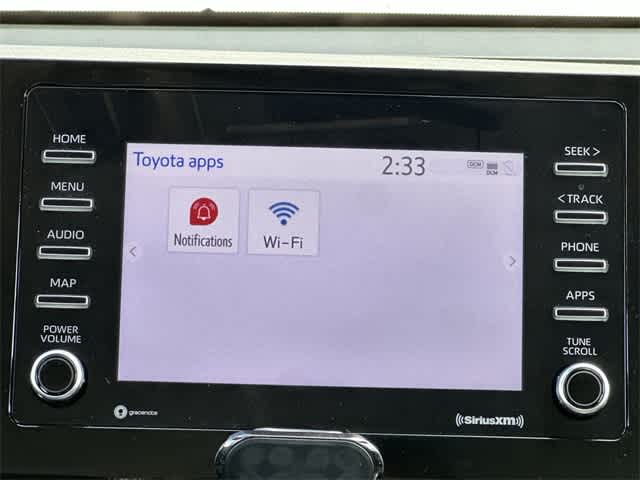 HOME
MENU
AUDIO
MAP
POWER
VOLUME
Toyota apps
2:33
DCM
DCM
Notifications
Wi-Fi
SEEK >
< TRACK
PHONE
APPS
TUNE
SCROLL
gracenote
((SiriusXM))